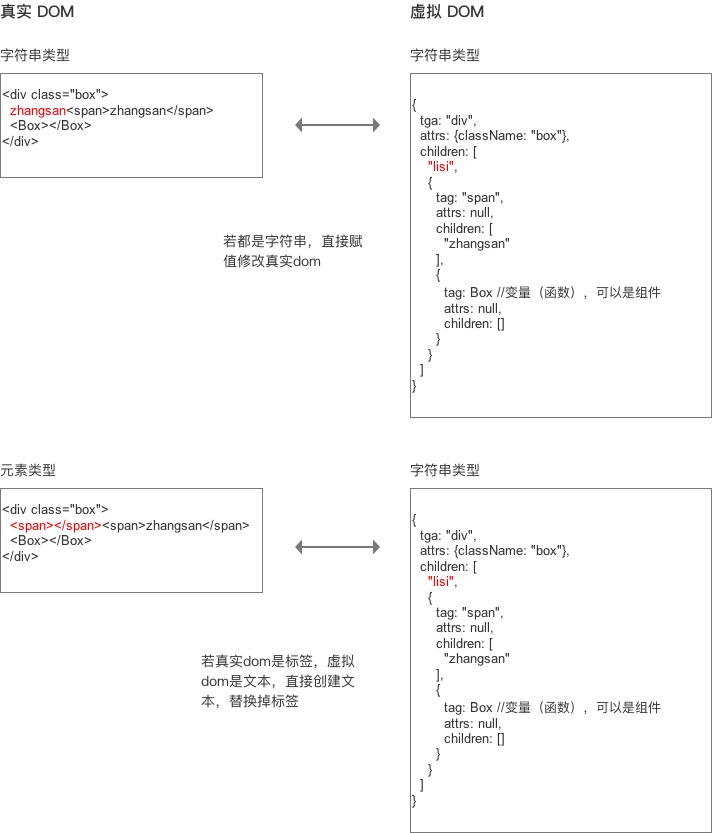 真实 DOM
虚拟 DOM
字符串类型
字符串类型
<div class="box">
zhangsan<span>zhangsan</span>
<Box></Box>
</div>
{
tga: "div",
attrs: {className: "box"},
children: [
"lisi",
{
tag: "span",
attrs: null,
children: [
"zhangsan"
],
{
tag: Box //变量（函数）, 可以是组件
attrs: null,
children: []
}
}
]
}
若都是字符串，直接赋
值修改真实dom
元素类型
字符串类型
<div class="box">
<span></span><span>zhangsan</span>
<Box></Box>
</div>
{
tga: "div",
attrs: {className: "box"},
children: [
"lisi",
{
tag: "span",
attrs: null,
children: [
"zhangsan"
],
{
tag: Box //变量（函数）, 可以是组件
attrs: null,
children: []
}
}
]
}
若真实dom是标签，虚拟
dom是文本，直接创建文
本，替换掉标签